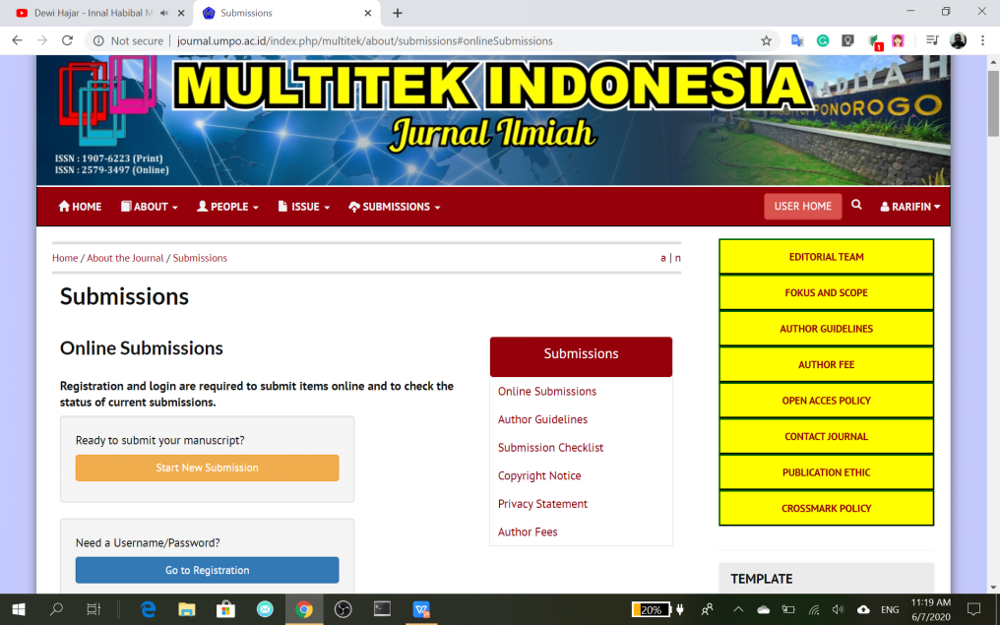 Dewi Hajar - Innal Habibal M
Submissions
Not secure | journal.umpo.ac.id/index.php/multitek/about/submissions#onlineSubmissions
1
MULTITEK INDONESIA
Jurnal Ilmiah
ISSN : 1907-6223 (Print)
ISSN : 2579-3497 (Online)
PONOROGO
HOME ABOUT PEOPLE ISSUE SUBMISSIONS USER HOME RARIFIN
Home / About the Journal / Submissions
a | n
Submissions
Online Submissions
Registration and login are required to submit items online and to check the
status of current submissions.
Ready to submit your manuscript?
Start New Submission
Need a Username/Password?
Go to Registration
Submissions
Online Submissions
Author Guidelines
Submission Checklist
Copyright Notice
Privacy Statement
Author Fees
EDITORIAL TEAM
FOKUS AND SCOPE
AUTHOR GUIDELINES
AUTHOR FEE
OPEN ACCES POLICY
CONTACT JOURNAL
PUBLICATION ETHIC
CROSSMARK POLICY
TEMPLATE
20%
ENG
11:19 AM
6/7/2020